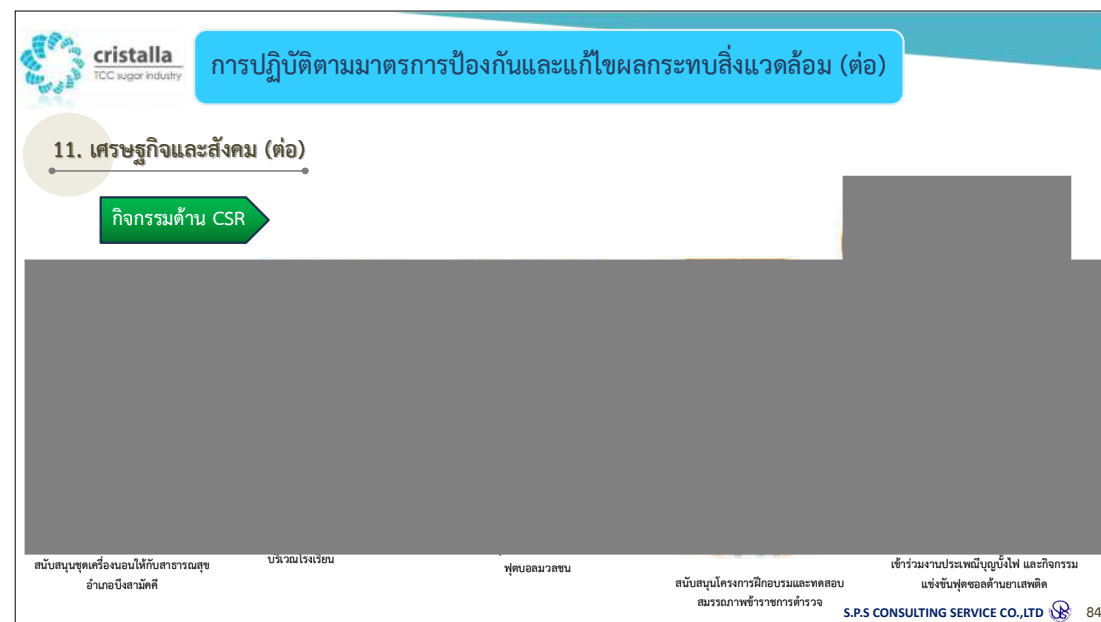 cristalla
TCC sugar industry
การปฏิบัติตามมาตรการป้องกันและแก้ไขผลกระทบสิ่งแวดล้อม (ต่อ)
11. เศรษฐกิจและสังคม (ต่อ)
กิจกรรมด้าน CSR
สนับสนุนชุดเครื่องนอนให้กับสาธารณสุข
อำเภอบึงสามัคคี
บริเวณโรงเรียน
ฟุตบอลมวลชน
สนับสนุนโครงการฝึกอบรมและทดสอบ
สมรรถภาพข้าราชการตำรวจ
เข้าร่วมงานประเพณีบุญบั้งไฟ และกิจกรรม
แข่งขันฟุตซอลต้านยาเสพติด
S.P.S CONSULTING SERVICE CO.,LTD
84